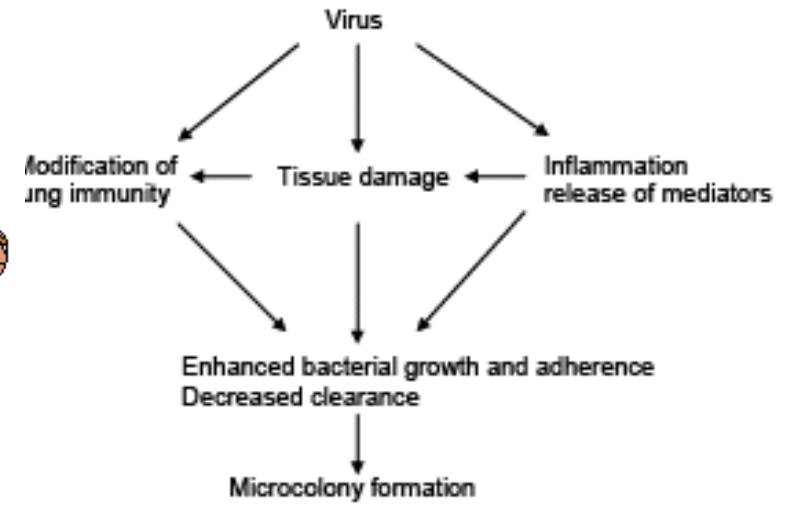 Virus
Modification of
ung immunity
Tissue damage
Inflammation
release of mediators
Enhanced bacterial growth and adherence
Decreased clearance
Microcolony formation